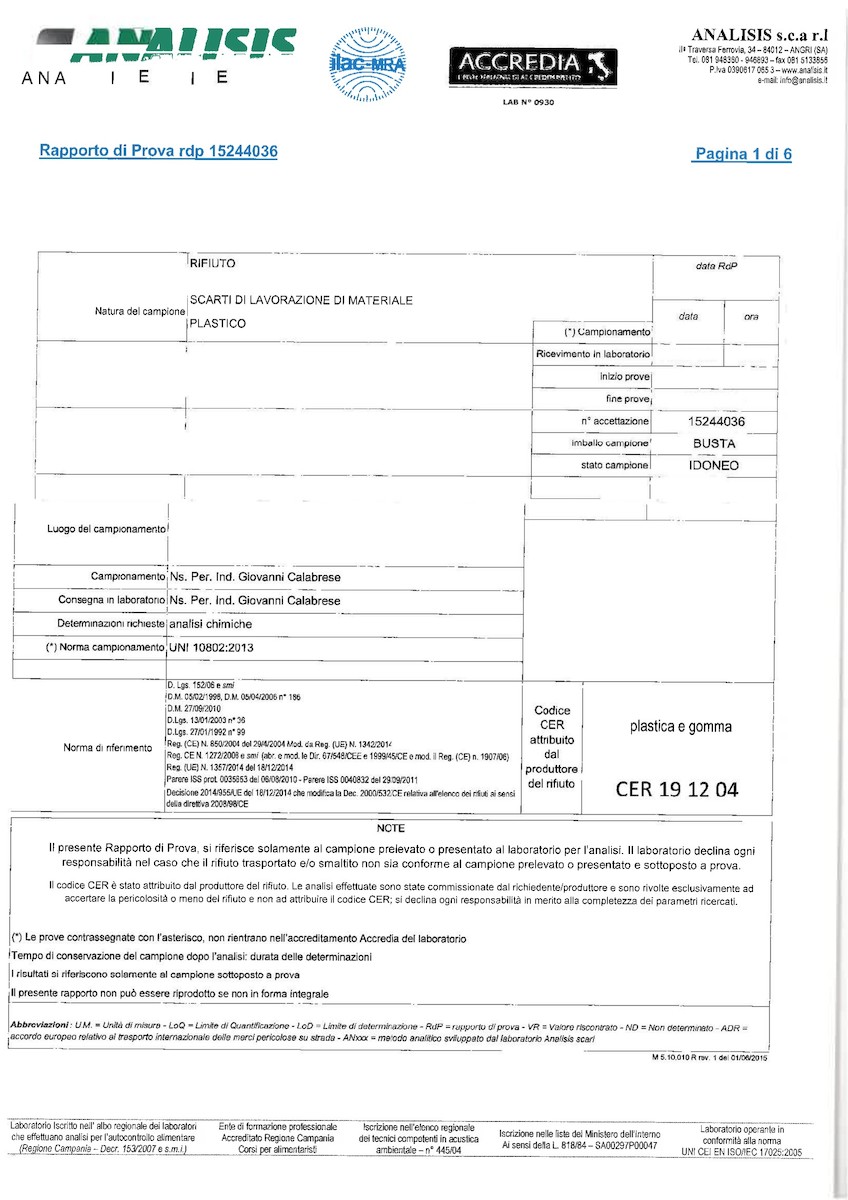 ANALISIS
ANA I E I E
ilac-MRA
ACCREDIA
LAB N° 0930
ANALISIS s.c.a r.l
IIª Traversa Ferrovia, 34 – 84012 – ANGRI (SA)
Tel. 081 948350 - 946893 – fax 081 5133855
P.Iva 0390617 065 3 – www.analisis.it
e-mail: info@analisis.it
Rapporto di Prova rdp 15244036
Pagina 1 di 6
Natura del campione
RIFIUTO
SCARTI DI LAVORAZIONE DI MATERIALE
PLASTICO
data RdP
data ora
(*) Campionamento
Ricevimento in laboratorio
inizio prove
fine prove
n° accettazione 15244036
imballo campione BUSTA
stato campione IDONEO
Luogo del campionamento
Campionamento Ns. Per. Ind. Giovanni Calabrese
Consegna in laboratorio Ns. Per. Ind. Giovanni Calabrese
Determinazioni richieste analisi chimiche
(*) Norma campionamento UNI 10802:2013
Norma di riferimento
D. Lgs. 152/06 e smi
D.M. 05/02/1998, D.M. 05/04/2006 n° 186
D.M. 27/09/2010
D.Lgs. 13/01/2003 n° 36
D.Lgs. 27/01/1992 n° 99
Reg. (CE) N. 850/2004 del 29/4/2004 Mod. da Reg. (UE) N. 1342/2014
Reg. CE N. 1272/2006 e smi (abr. e mod. le Dir. 67/548/CEE e 1999/45/CE e mod. il Reg. (CE) n. 1907/06)
Reg. (UE) N. 1357/2014 del 18/12/2014
Parere ISS prot. 0035653 del 06/08/2010 - Parere ISS 0040832 del 29/09/2011
Decisione 2014/955/UE del 18/12/2014 che modifica la Dec. 2000/532/CE relativa all'elenco dei rifiuti ai sensi
della direttiva 2008/98/CE
Codice
CER
attribuito
dal
produttore
del rifiuto
plastica e gomma
CER 19 12 04
NOTE
Il presente Rapporto di Prova, si riferisce solamente al campione prelevato o presentato al laboratorio per l'analisi. Il laboratorio declina ogni
responsabilità nel caso che il rifiuto trasportato e/o smaltito non sia conforme al campione prelevato o presentato e sottoposto a prova.
Il codice CER è stato attribuito dal produttore del rifiuto. Le analisi effettuate sono state commissionate dal richiedente/produttore e sono rivolte esclusivamente ad
accertare la pericolosità o meno del rifiuto e non ad attribuire il codice CER; si declina ogni responsabilità in merito alla completezza dei parametri ricercati.
(*) Le prove contrassegnate con l'asterisco, non rientrano nell'accreditamento Accredia del laboratorio
Tempo di conservazione del campione dopo l'analisi: durata delle determinazioni
I risultati si riferiscono solamente al campione sottoposto a prova
Il presente rapporto non può essere riprodotto se non in forma integrale
Abbreviazioni : U.M. = Unità di misura - LoQ = Limite di Quantificazione - LoD = Limite di determinazione - RdP = rapporto di prova - VR = Valore riscontrato - ND = Non determinato - ADR =
accordo europeo relativo al trasporto internazionale delle merci pericolose su strada - ANxxx = metodo analitico sviluppato dal laboratorio Analisis scarl
M 5.10.010 R rev. 1 del 01/06/2015
Laboratorio Iscritto nell' albo regionale dei laboratori
che effettuano analisi per l'autocontrollo alimentare
(Regione Campania – Decr. 153/2007 e s.m.i.)
Ente di formazione professionale
Accreditato Regione Campania
Corsi per alimentaristi
Iscrizione nell'elenco regionale
dei tecnici competenti in acustica
ambientale – n° 445/04
Iscrizione nelle liste del Ministero dell'Interno
Ai sensi della L. 818/84 – SA00297P00047
Laboratorio operante in
conformità alla norma
UNI CEI EN ISO/IEC 17025:2005